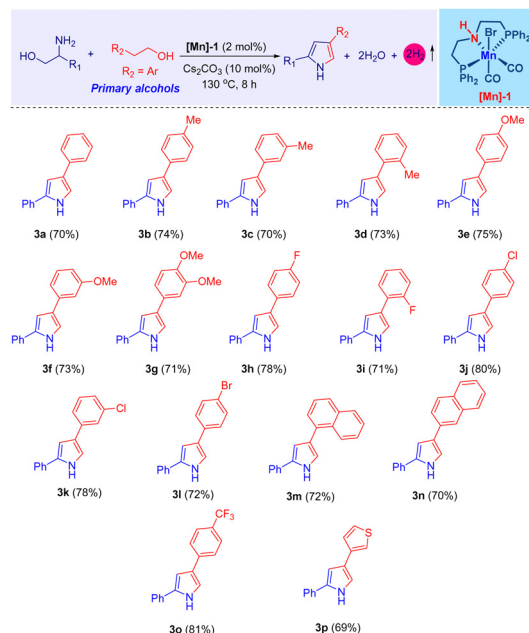 NH2
HO
R1
+
R2
OH
R2 = Ar
Primary alcohols
[Mn]-1 (2 mol%)
Cs2CO3 (10 mol%)
130 °C, 8 h
R2
R1
N
H
+ 2H2O + 2H2
H
Br
N
PPh2
Mn
P
Ph2
CO
CO
[Mn]-1
Ph
N
H
3a (70%)
Me
Ph
N
H
3b (74%)
Me
Ph
N
H
3c (70%)
Me
Ph
N
H
3d (73%)
OMe
Ph
N
H
3e (75%)
OMe
Ph
N
H
3f (73%)
OMe
OMe
Ph
N
H
3g (71%)
F
Ph
N
H
3h (78%)
F
Ph
N
H
3i (71%)
Cl
Ph
N
H
3j (80%)
Cl
Ph
N
H
3k (78%)
Br
Ph
N
H
3l (72%)
Ph
N
H
3m (72%)
Ph
N
H
3n (70%)
CF3
Ph
N
H
3o (81%)
S
Ph
N
H
3p (69%)